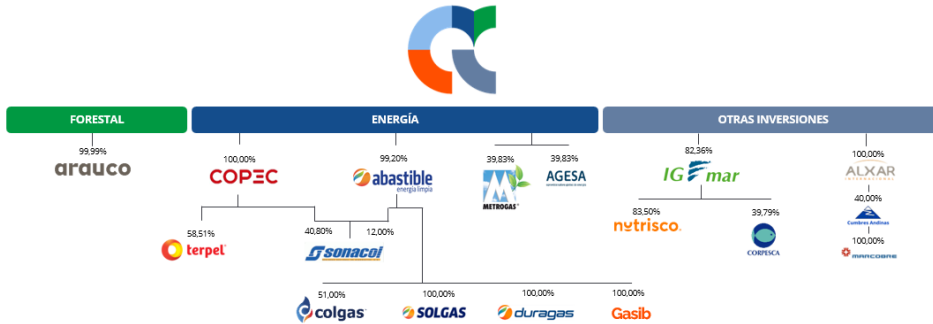 FORESTAL
ENERGÍA
OTRAS INVERSIONES
99,99%
arauco
100,00%
COPEC
99,20%
abastible
energía limpia
39,83%
METROGAS
39,83%
AGESA
82,36%
IGEmar
100,00%
ALXAR
INTERNACIONAL
58,51%
terpel
40,80%
12,00%
sonacol
83,50%
nutrisco
39,79%
CORPESCA
40,00%
Cumbres Andinas
100,00%
MARCOBRE
51,00%
colgas
100,00%
SOLGAS
100,00%
duragas
100,00%
Gasib